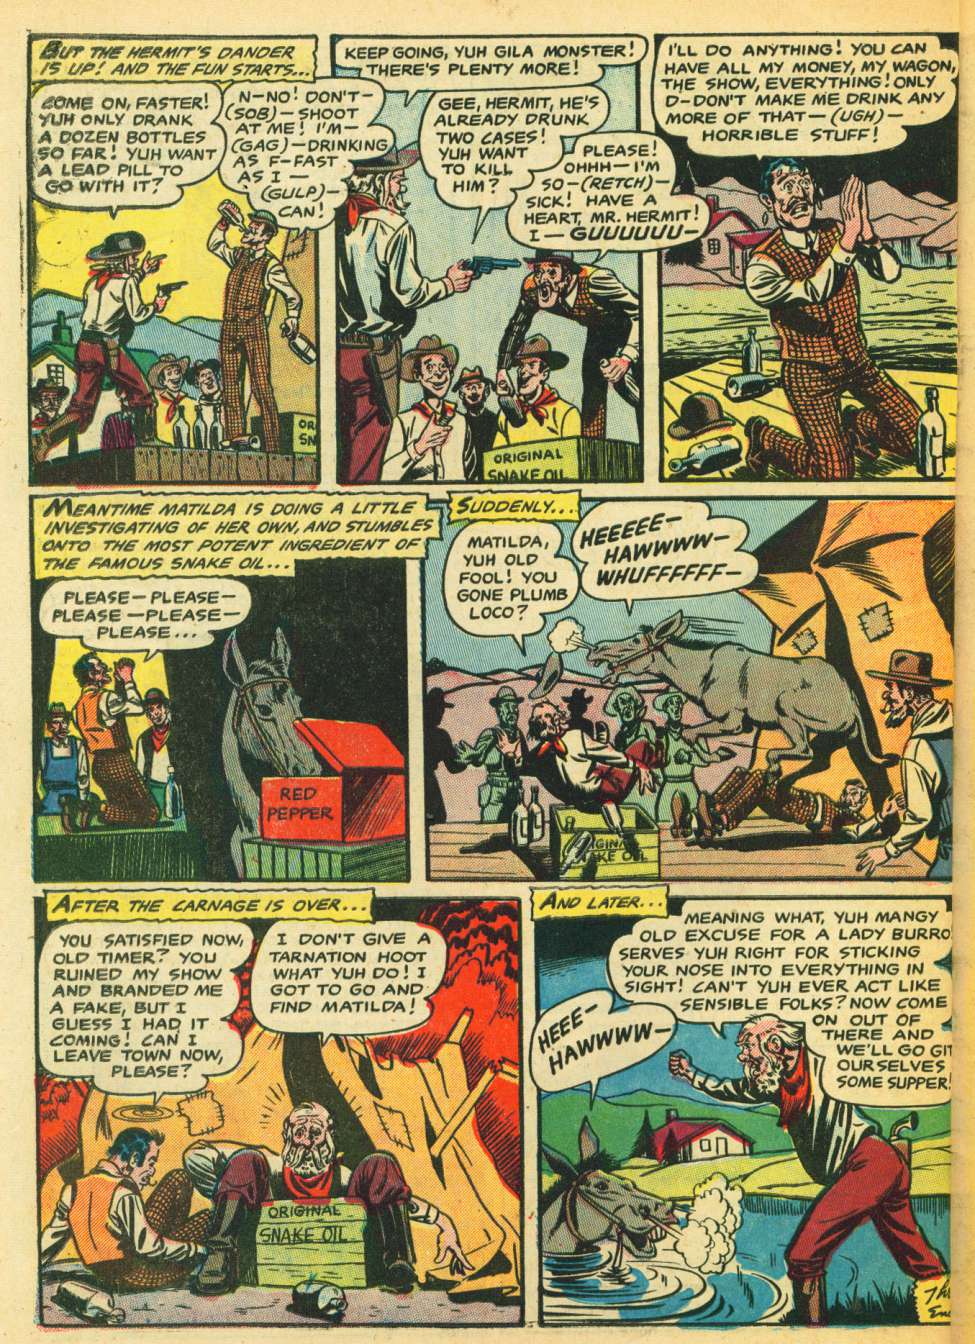 BUT THE HERMIT'S DANDER
IS UP! AND THE FUN STARTS...
COME ON, FASTER!
YUH ONLY DRANK
A DOZEN BOTTLES
SO FAR! YUH WANT
A LEAD PILL TO
GO WITH IT?
N-NO! DON'T-
(SOB)-SHOOT
AT ME! I'M-
(GAG)-DRINKING
AS F-FAST
AS I-
(GULP)-
CAN!
ORI
SN
KEEP GOING, YUH GILA MONSTER!
THERE'S PLENTY MORE!
GEE, HERMIT, HE'S
ALREADY DRUNK
TWO CASES!
YUH WANT
TO KILL
HIM?
PLEASE!
OHHH-I'M
SO-(RETCH)-
SICK! HAVE A
HEART, MR. HERMIT!
I-GUUUUUU-
ORIGINAL
SNAKE OIL
I'LL DO ANYTHING! YOU CAN
HAVE ALL MY MONEY, MY WAGON,
THE SHOW, EVERYTHING! ONLY
D-DON'T MAKE ME DRINK ANY
MORE OF THAT-(UGH)-
HORRIBLE STUFF!
MEANTIME MATILDA IS DOING A LITTLE
INVESTIGATING OF HER OWN, AND STUMBLES
ONTO THE MOST POTENT INGREDIENT OF
THE FAMOUS SNAKE OIL...
PLEASE-PLEASE-
PLEASE-PLEASE-
PLEASE...
RED
PEPPER
SUDDENLY...
MATILDA,
YUH OLD
FOOL! YOU
GONE PLUMB
LOCO?
HEEEEE-
HAWWWW-
WHUFFFFFF-
ORIGINAL
SNAKE OIL
AFTER THE CARNAGE IS OVER...
YOU SATISFIED NOW,
OLD TIMER? YOU
RUINED MY SHOW
AND BRANDED ME
A FAKE, BUT I
GUESS I HAD IT
COMING! CAN I
LEAVE TOWN NOW,
PLEASE?
I DON'T GIVE A
TARNATION HOOT
WHAT YUH DO! I
GOT TO GO AND
FIND MATILDA!
ORIGINAL
SNAKE OIL
AND LATER...
MEANING WHAT, YUH MANGY
OLD EXCUSE FOR A LADY BURRO
SERVES YUH RIGHT FOR STICKING
YOUR NOSE INTO EVERYTHING IN
SIGHT! CAN'T YUH EVER ACT LIKE
SENSIBLE FOLKS? NOW COME
ON OUT OF
THERE AND
WE'LL GO GIT
OURSELVES
SOME SUPPER!
HEEE-
HAWWWW-
The
End